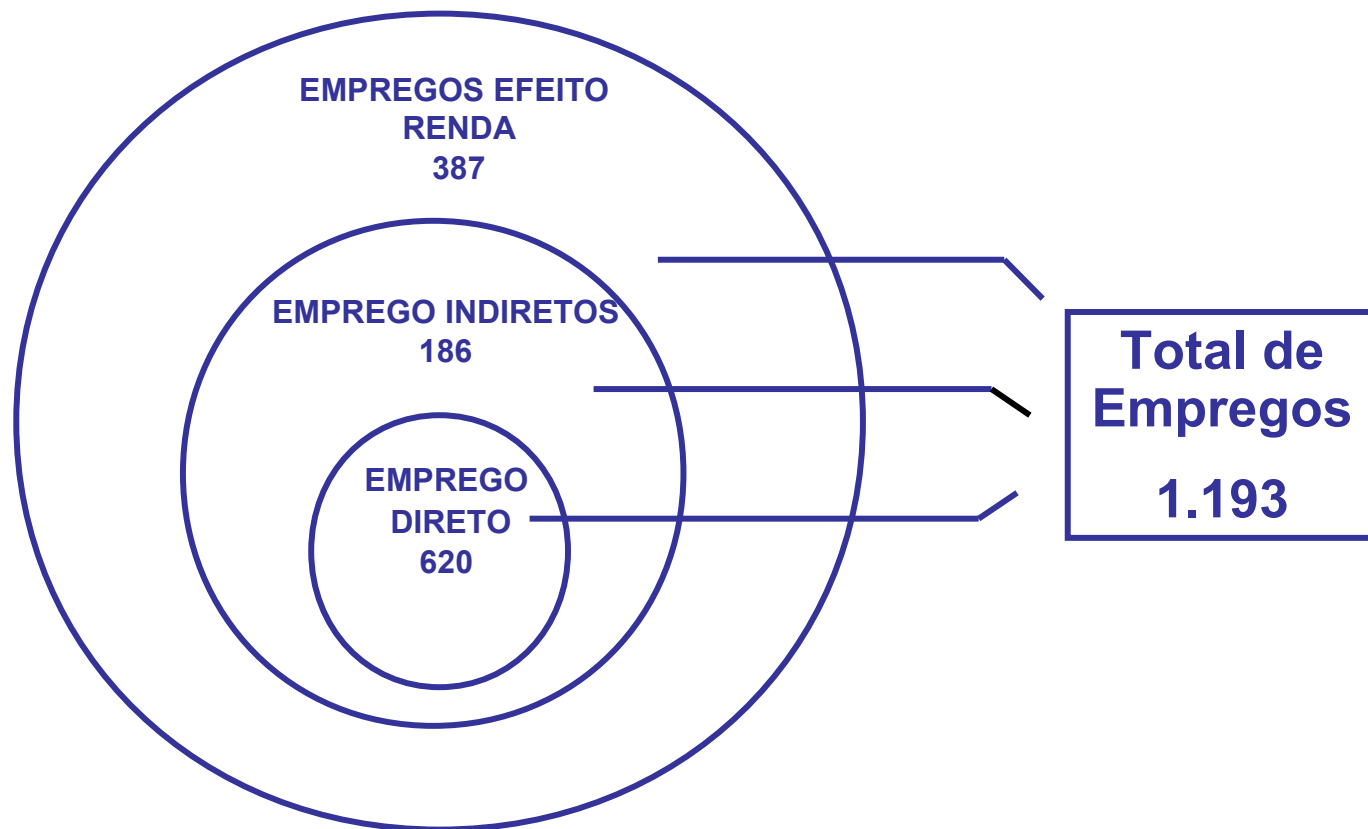 EMPREGOS EFEITO
RENDA
387
EMPREGO INDIRETOS
186
EMPREGO
DIRETO
620
Total de
Empregos
1.193